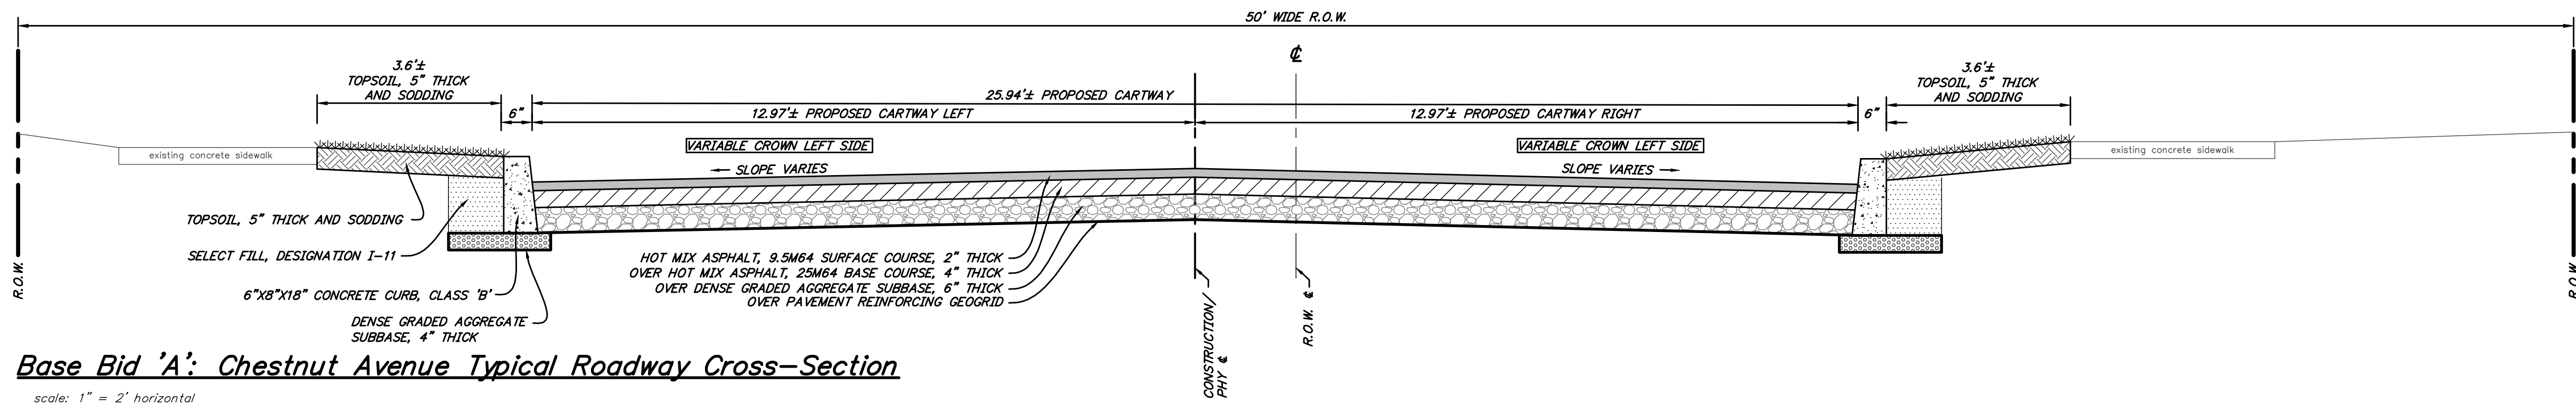 50' WIDE R.O.W.
℄
3.6'±
TOPSOIL, 5" THICK
AND SODDING
3.6'±
TOPSOIL, 5" THICK
AND SODDING
25.94'± PROPOSED CARTWAY
6"
12.97'± PROPOSED CARTWAY LEFT
12.97'± PROPOSED CARTWAY RIGHT
6"
VARIABLE CROWN LEFT SIDE
VARIABLE CROWN LEFT SIDE
existing concrete sidewalk
SLOPE VARIES
SLOPE VARIES
existing concrete sidewalk
TOPSOIL, 5" THICK AND SODDING
SELECT FILL, DESIGNATION I-11
6"X8"X18" CONCRETE CURB, CLASS 'B'
DENSE GRADED AGGREGATE
SUBBASE, 4" THICK
HOT MIX ASPHALT, 9.5M64 SURFACE COURSE, 2" THICK
OVER HOT MIX ASPHALT, 25M64 BASE COURSE, 4" THICK
OVER DENSE GRADED AGGREGATE SUBBASE, 6" THICK
OVER PAVEMENT REINFORCING GEOGRID
R.O.W.
CONSTRUCTION/
PHY ℄
R.O.W. ℄
R.O.W.
Base Bid 'A': Chestnut Avenue Typical Roadway Cross-Section
scale: 1" = 2' horizontal